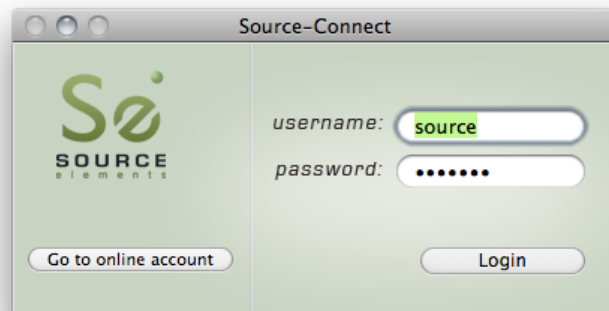 Source-Connect
Se
SOURCE
elements
username: source
password: •••••••
Go to online account
Login